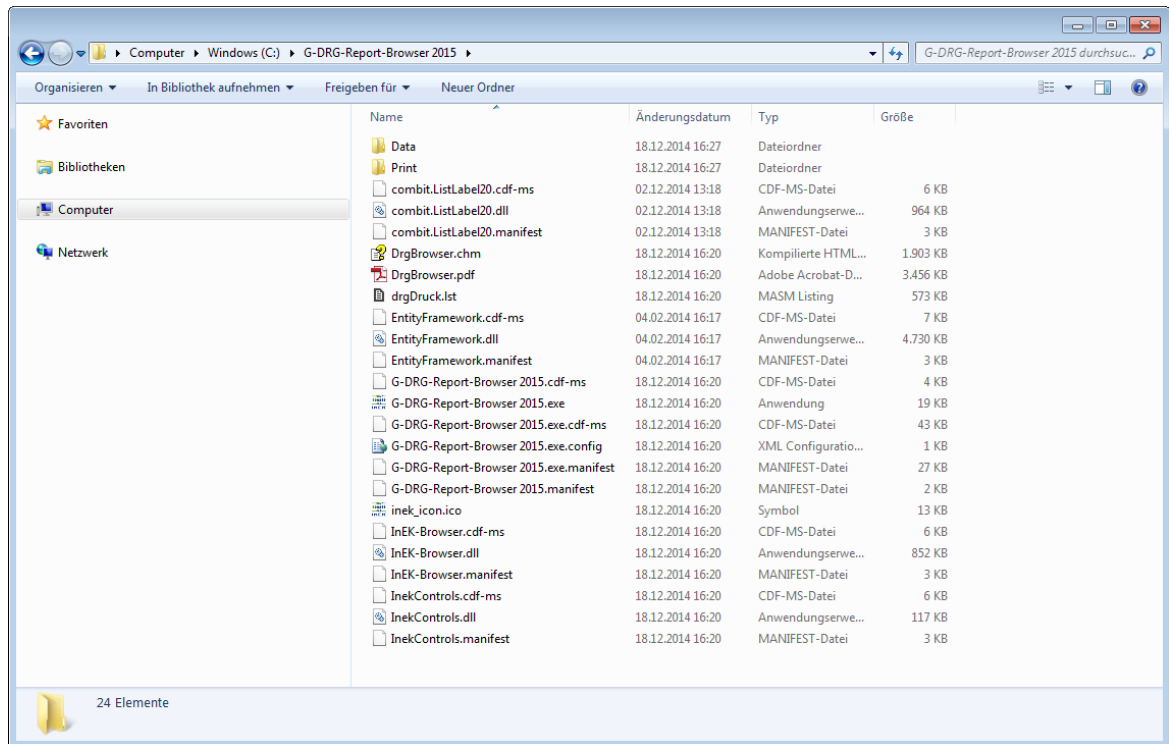 Computer Windows (C:) G-DRG-Report-Browser 2015 G-DRG-Report-Browser 2015 durchsuc...
Organisieren In Bibliothek aufnehmen Freigeben für Neuer Ordner
Favoriten
Bibliotheken
Computer
Netzwerk
Name Änderungsdatum Typ Größe
Data 18.12.2014 16:27 Dateiordner
Print 18.12.2014 16:27 Dateiordner
combit.ListLabel20.cdf-ms 02.12.2014 13:18 CDF-MS-Datei 6 KB
combit.ListLabel20.dll 02.12.2014 13:18 Anwendungserwe... 964 KB
combit.ListLabel20.manifest 02.12.2014 13:18 MANIFEST-Datei 3 KB
DrgBrowser.chm 18.12.2014 16:20 Kompilierte HTML... 1.903 KB
DrgBrowser.pdf 18.12.2014 16:20 Adobe Acrobat-D... 3.456 KB
drgDruck.lst 18.12.2014 16:20 MASM Listing 573 KB
EntityFramework.cdf-ms 04.02.2014 16:17 CDF-MS-Datei 7 KB
EntityFramework.dll 04.02.2014 16:17 Anwendungserwe... 4.730 KB
EntityFramework.manifest 04.02.2014 16:17 MANIFEST-Datei 3 KB
G-DRG-Report-Browser 2015.cdf-ms 18.12.2014 16:20 CDF-MS-Datei 4 KB
G-DRG-Report-Browser 2015.exe 18.12.2014 16:20 Anwendung 19 KB
G-DRG-Report-Browser 2015.exe.cdf-ms 18.12.2014 16:20 CDF-MS-Datei 43 KB
G-DRG-Report-Browser 2015.exe.config 18.12.2014 16:20 XML Configuratio... 1 KB
G-DRG-Report-Browser 2015.exe.manifest 18.12.2014 16:20 MANIFEST-Datei 27 KB
G-DRG-Report-Browser 2015.manifest 18.12.2014 16:20 MANIFEST-Datei 2 KB
inek_icon.ico 18.12.2014 16:20 Symbol 13 KB
InEK-Browser.cdf-ms 18.12.2014 16:20 CDF-MS-Datei 6 KB
InEK-Browser.dll 18.12.2014 16:20 Anwendungserwe... 852 KB
InEK-Browser.manifest 18.12.2014 16:20 MANIFEST-Datei 3 KB
InekControls.cdf-ms 18.12.2014 16:20 CDF-MS-Datei 6 KB
InekControls.dll 18.12.2014 16:20 Anwendungserwe... 117 KB
InekControls.manifest 18.12.2014 16:20 MANIFEST-Datei 3 KB
24 Elemente